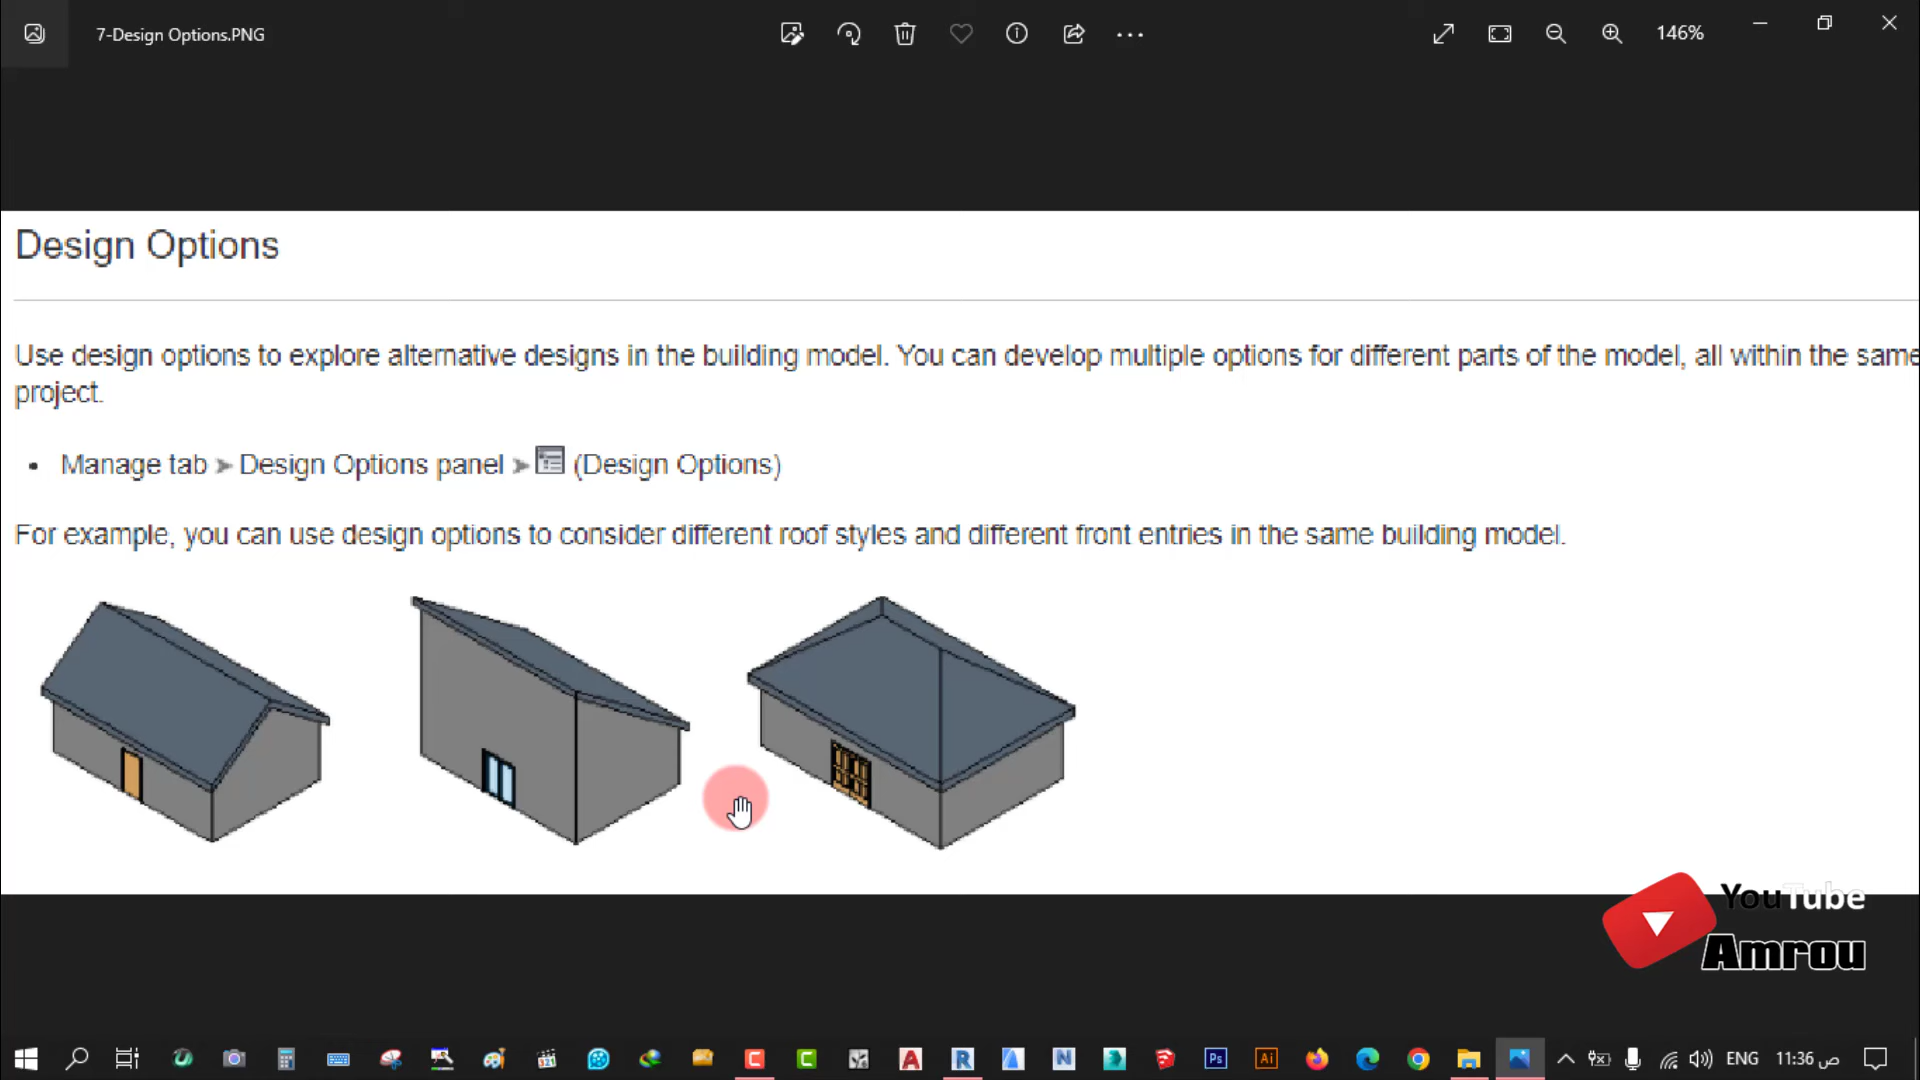 7-Design Options.PNG
146%
Design Options
Use design options to explore alternative designs in the building model. You can develop multiple options for different parts of the model, all within the same
project.
• Manage tab ➤ Design Options panel ➤ (Design Options)
For example, you can use design options to consider different roof styles and different front entries in the same building model.
YouTube
Amrou
ENG 11:36 ص